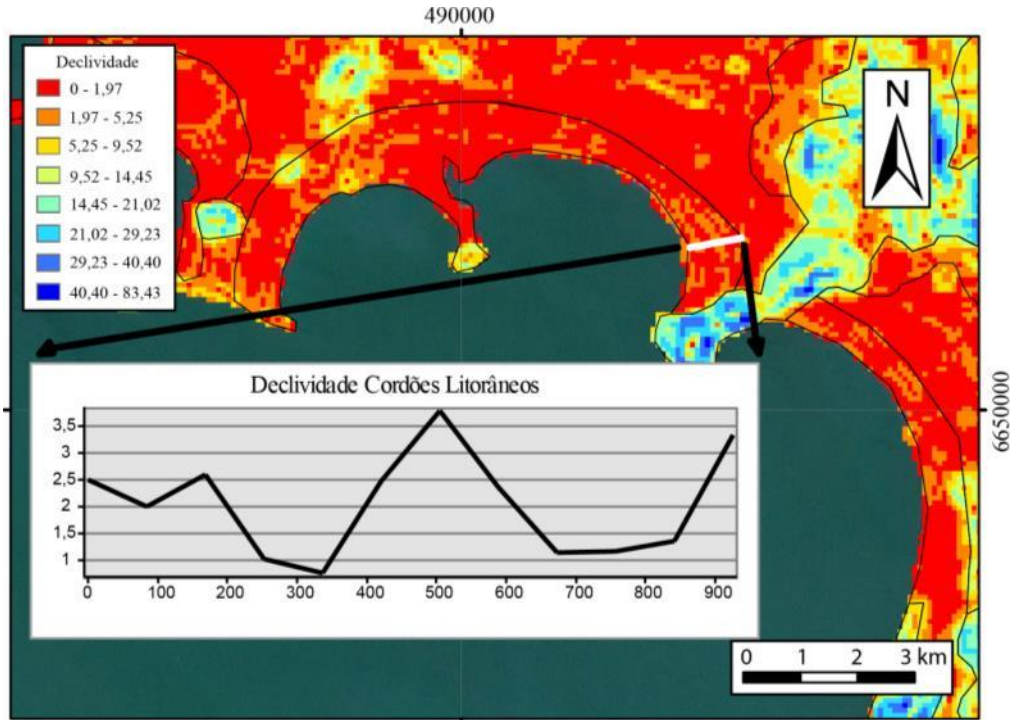 490000
Declividade
0 - 1,97
1,97 - 5,25
5,25 - 9,52
9,52 - 14,45
14,45 - 21,02
21,02 - 29,23
29,23 - 40,40
40,40 - 83,43
N
6650000
Declividade Cordões Litorâneos
3,5
3
2,5
2
1,5
1
0 100 200 300 400 500 600 700 800 900
0 1 2 3 km